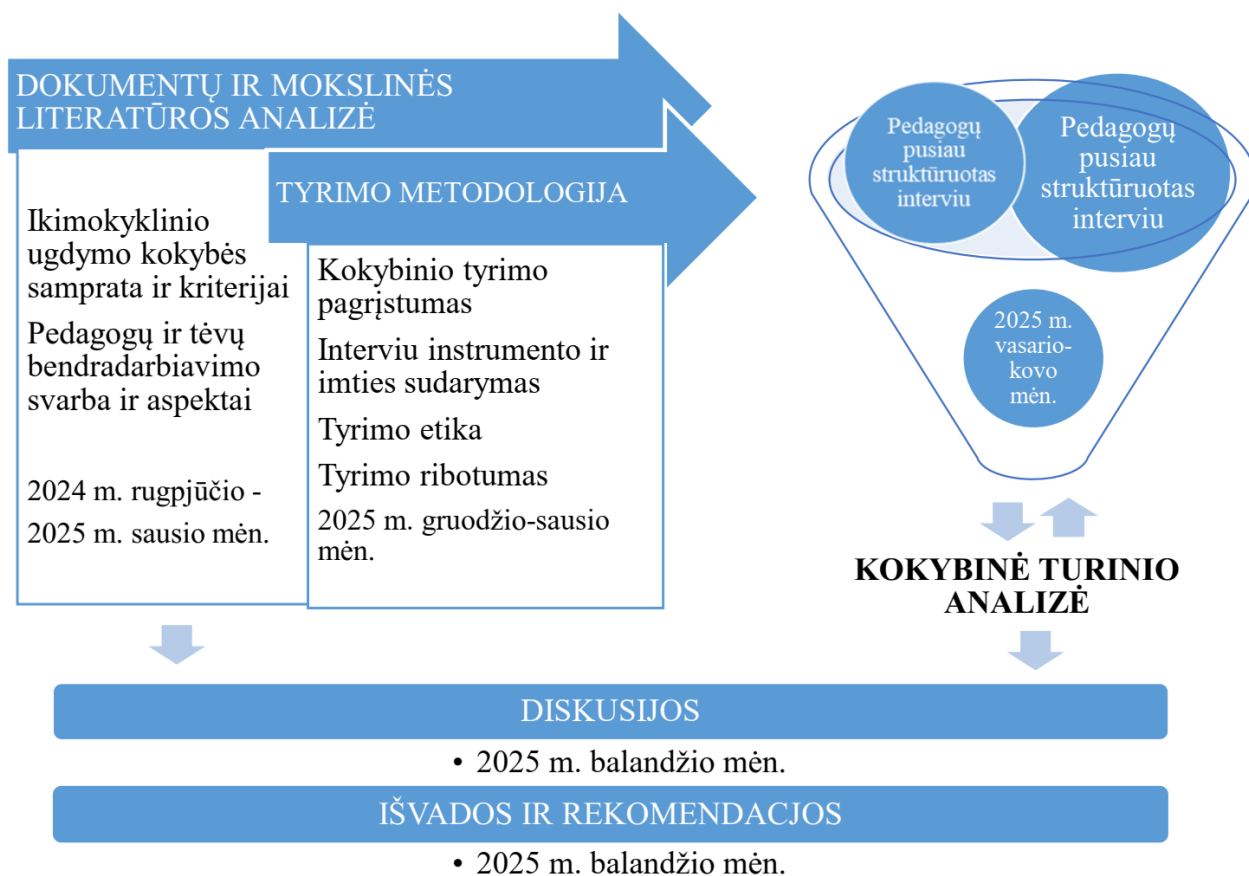 DOKUMENTŲ IR MOKSLINĖS
LITERATŪROS ANALIZĖ
Ikimokyklinio
ugdymo kokybės
samprata ir kriterijai
Pedagogų ir tėvų
bendradarbiavimo
svarba ir aspektai
2024 m. rugpjūčio -
2025 m. sausio mėn.
TYRIMO METODOLOGIJA
Kokybinio tyrimo
pagrįstumas
Interviu instrumento ir
imties sudarymas
Tyrimo etika
Tyrimo ribotumas
2025 m. gruodžio-sausio
mėn.
Pedagogų
pusiau
struktūruotas
interviu
Pedagogų
pusiau
struktūruotas
interviu
2025 m.
vasario-
kovo
mėn.
KOKYBINĖ TURINIO
ANALIZĖ
DISKUSIJOS
• 2025 m. balandžio mėn.
IŠVADOS IR REKOMENDACJOS
• 2025 m. balandžio mėn.